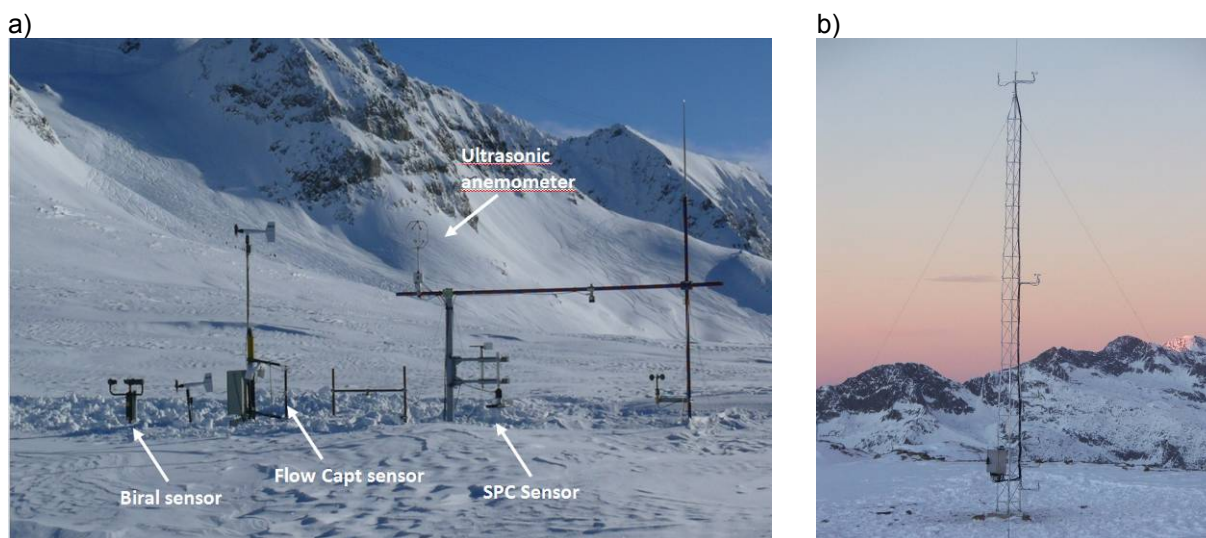 a)
b)
Ultrasonic
anemometer
Flow Capt sensor
Biral sensor
SPC Sensor